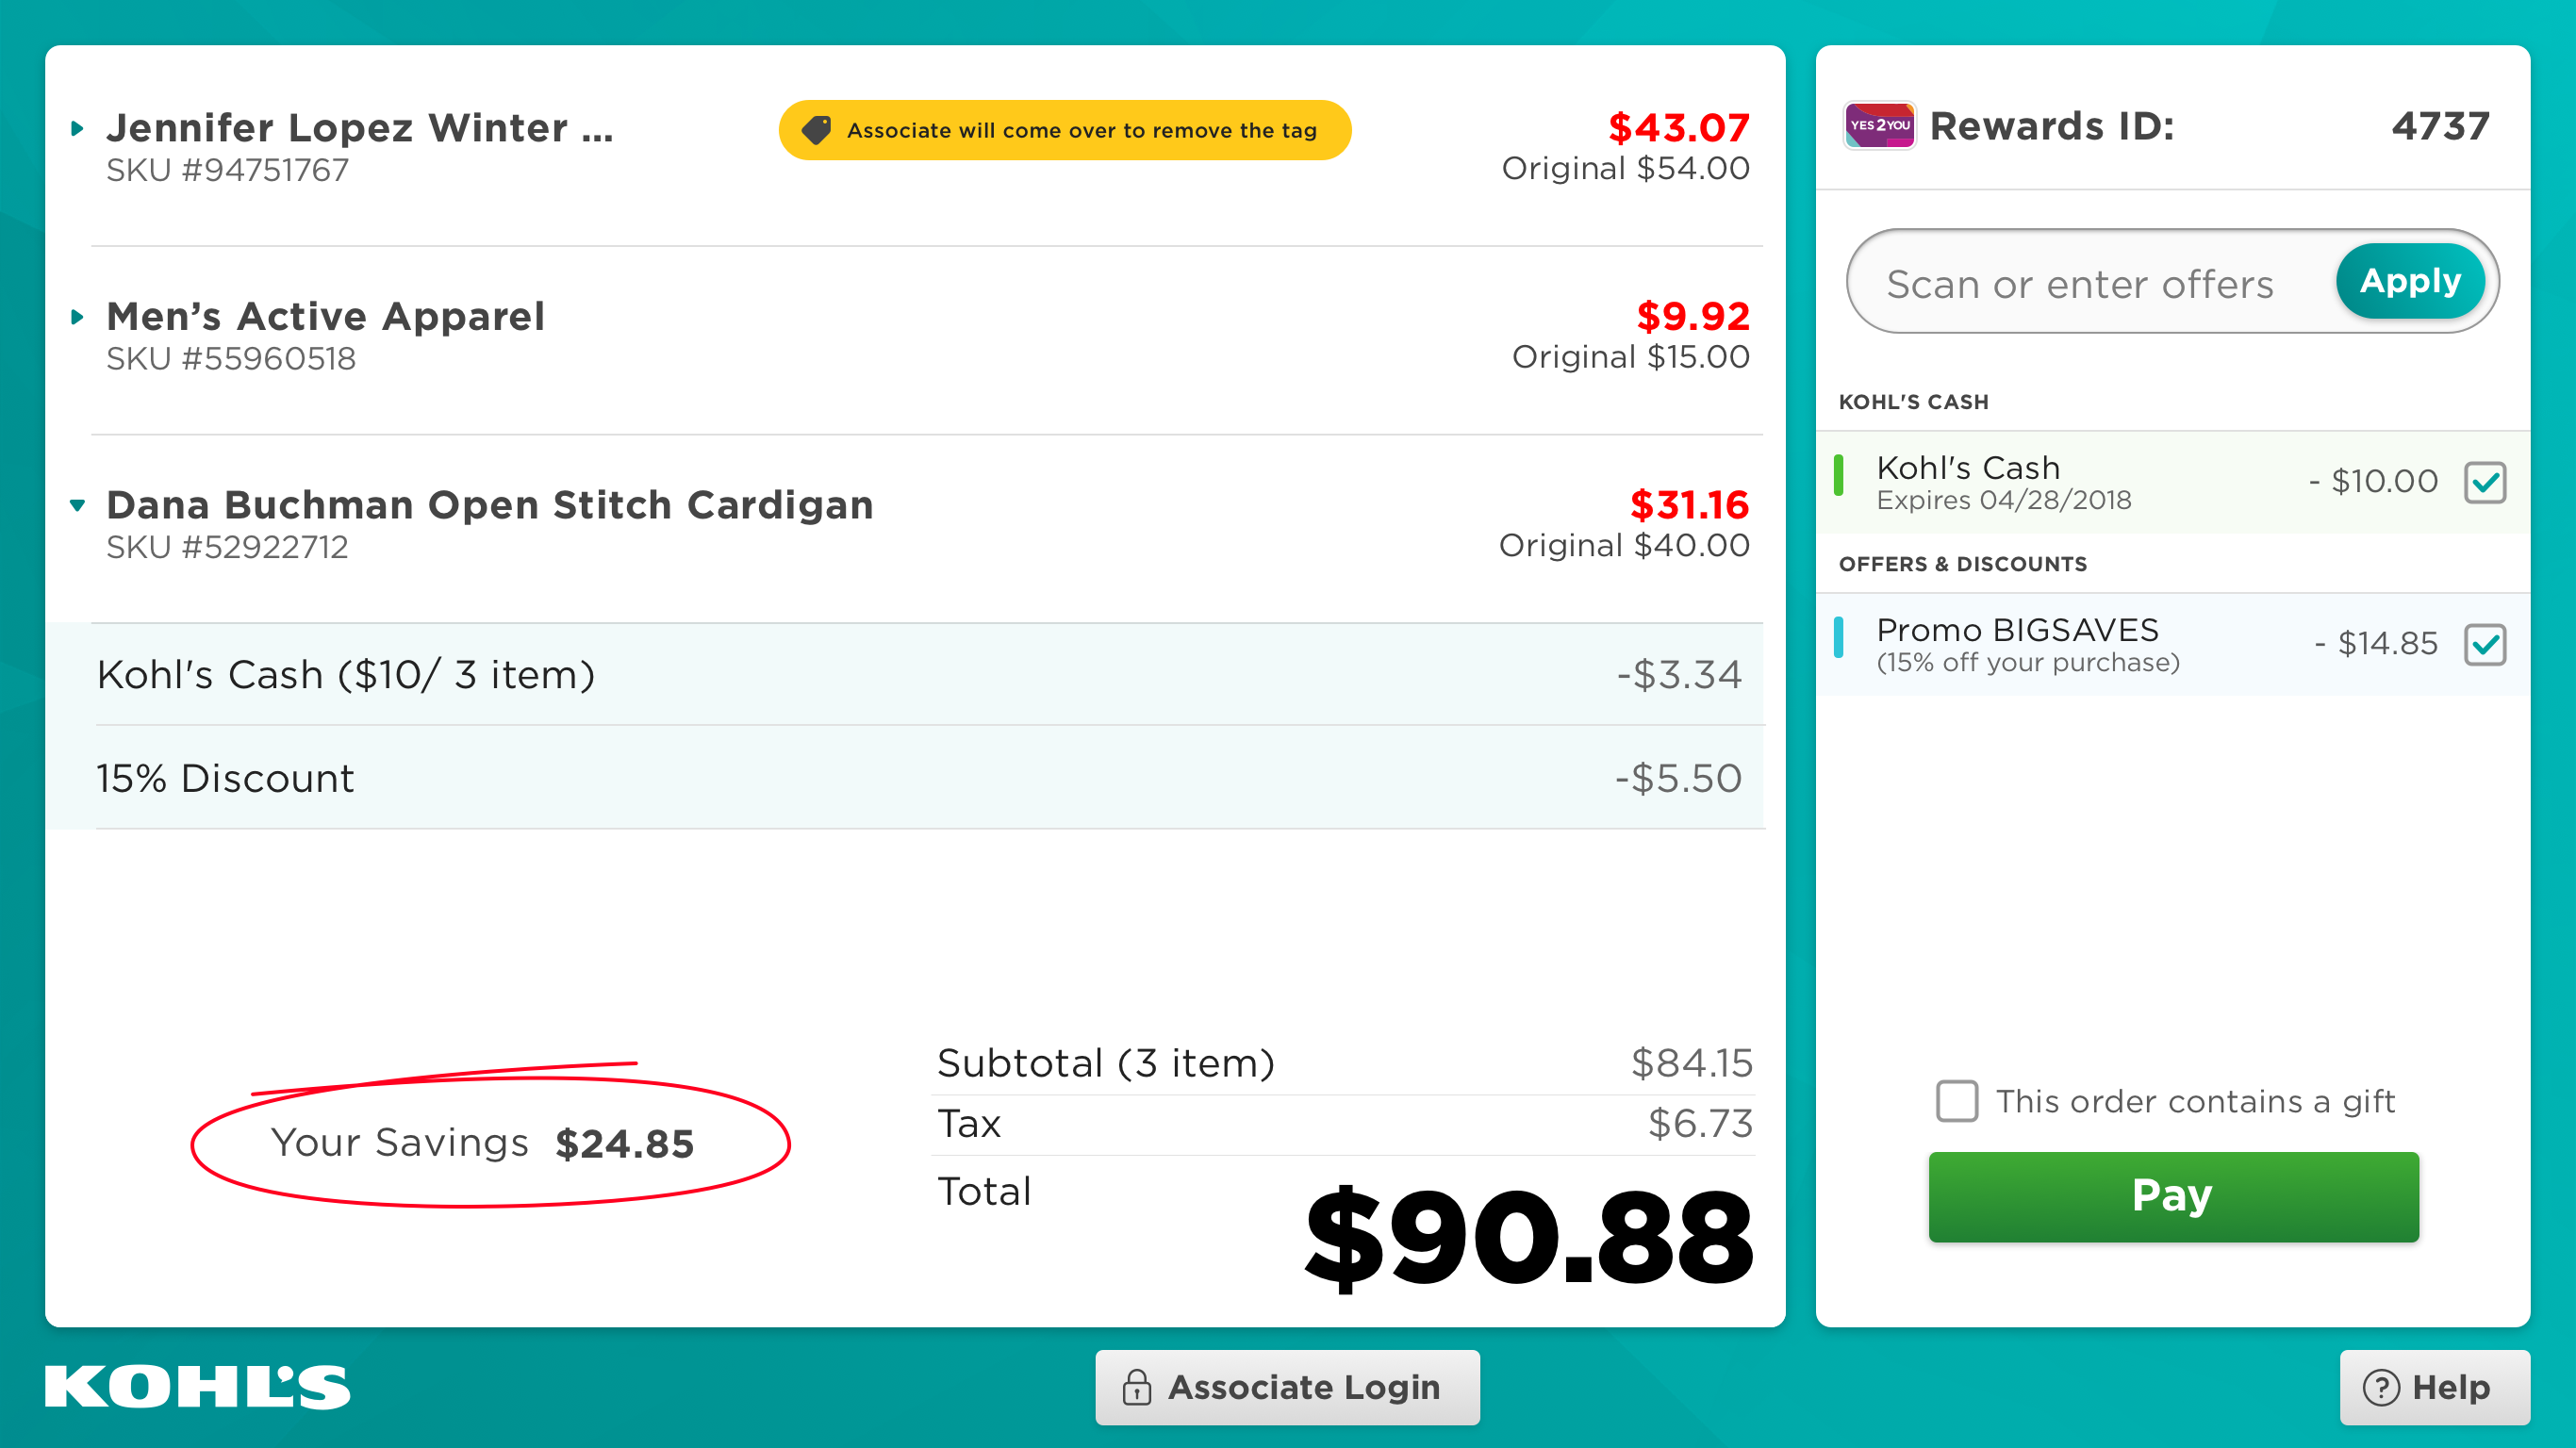 Jennifer Lopez Winter ...
SKU #94751767
Associate will come over to remove the tag
$43.07
Original $54.00
Men’s Active Apparel
SKU #55960518
$9.92
Original $15.00
Dana Buchman Open Stitch Cardigan
SKU #52922712
$31.16
Original $40.00
Kohl's Cash ($10/ 3 item) -$3.34
15% Discount -$5.50
Your Savings $24.85
Subtotal (3 item) $84.15
Tax $6.73
Total $90.88
YES2YOU Rewards ID: 4737
Scan or enter offers Apply
KOHL'S CASH
Kohl's Cash - $10.00
Expires 04/28/2018
OFFERS & DISCOUNTS
Promo BIGSAVES - $14.85
(15% off your purchase)
This order contains a gift
Pay
KOHL'S
Associate Login
? Help